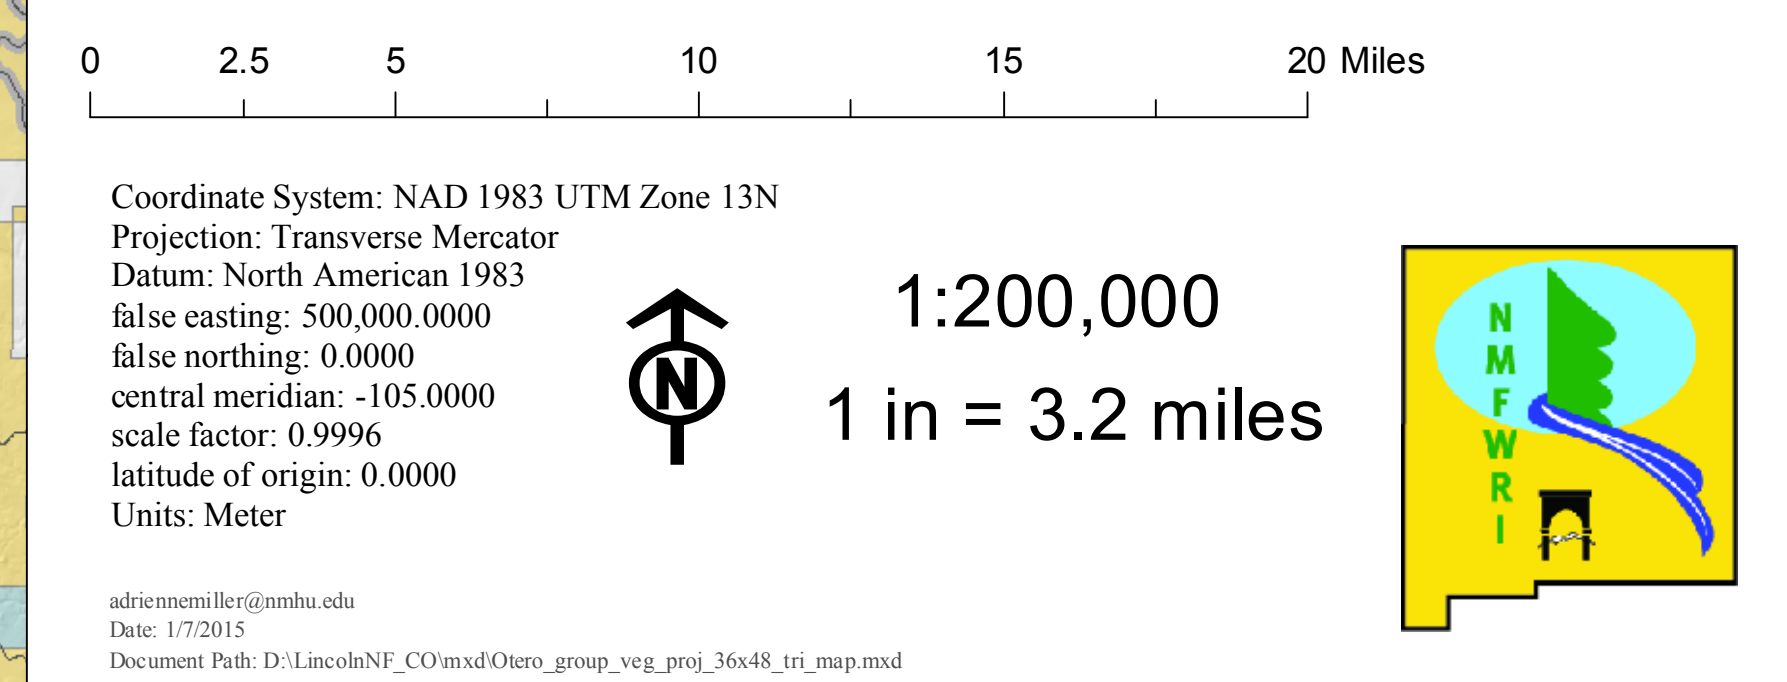 0 2.5 5 10 15 20 Miles
Coordinate System: NAD 1983 UTM Zone 13N
Projection: Transverse Mercator
Datum: North American 1983
false easting: 500,000.0000
false northing: 0.0000
central meridian: -105.0000
scale factor: 0.9996
latitude of origin: 0.0000
Units: Meter
N
1:200,000
1 in = 3.2 miles
N
M
F
W
R
I
adriennemiller@nmhu.edu
Date: 1/7/2015
Document Path: D:\LincolnNF_CO\mxd\Otero_group_veg_proj_36x48_tri_map.mxd